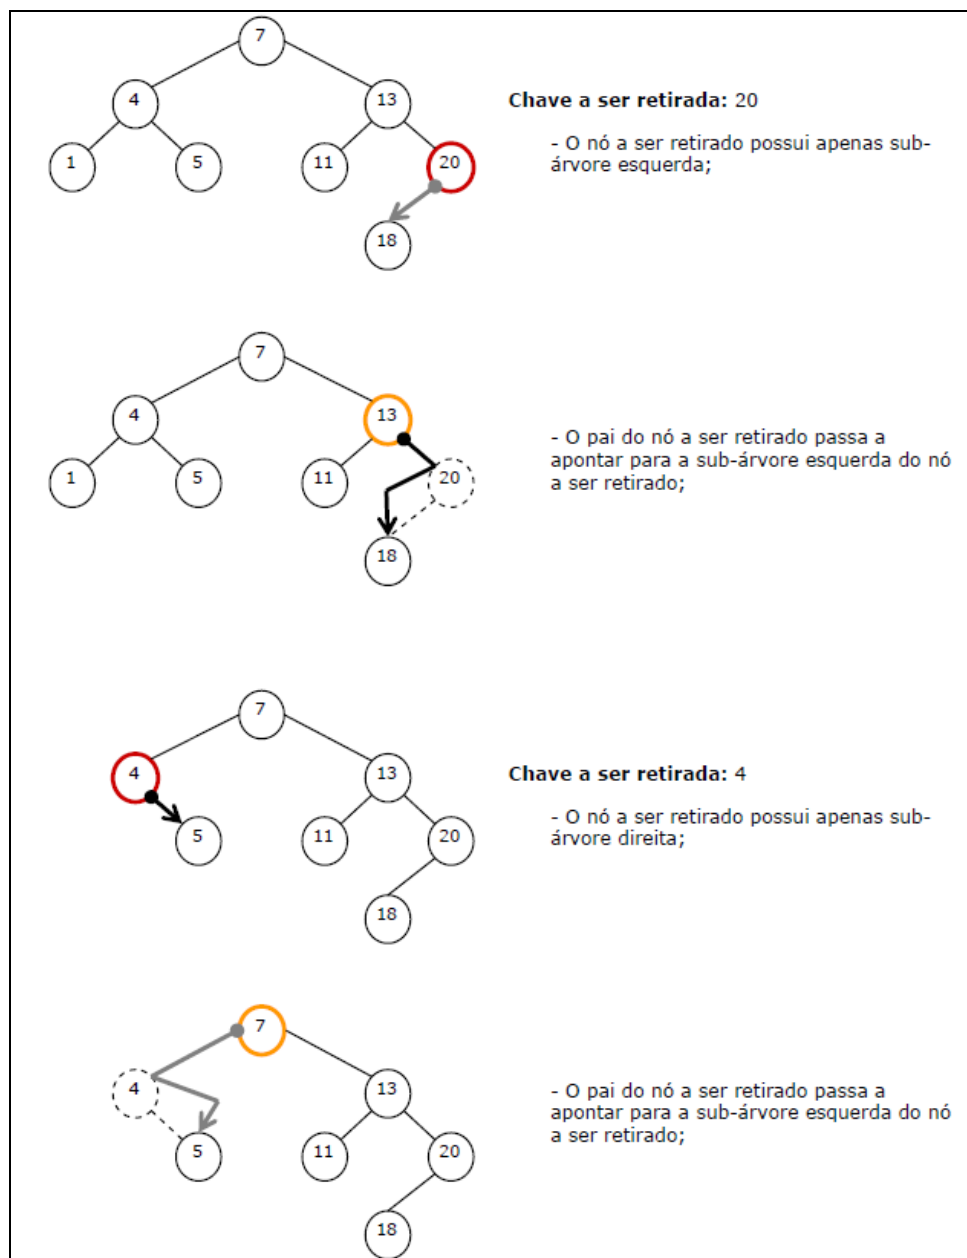 7
4
13
Chave a ser retirada: 20
1
5
11
20
- O nó a ser retirado possui apenas sub-
árvore esquerda;
18
7
4
13
- O pai do nó a ser retirado passa a
apontar para a sub-árvore esquerda do nó
a ser retirado;
1
5
11
20
18
7
4
13
Chave a ser retirada: 4
- O nó a ser retirado possui apenas sub-
árvore direita;
5
11
20
18
7
4
13
- O pai do nó a ser retirado passa a
apontar para a sub-árvore esquerda do nó
a ser retirado;
5
11
20
18